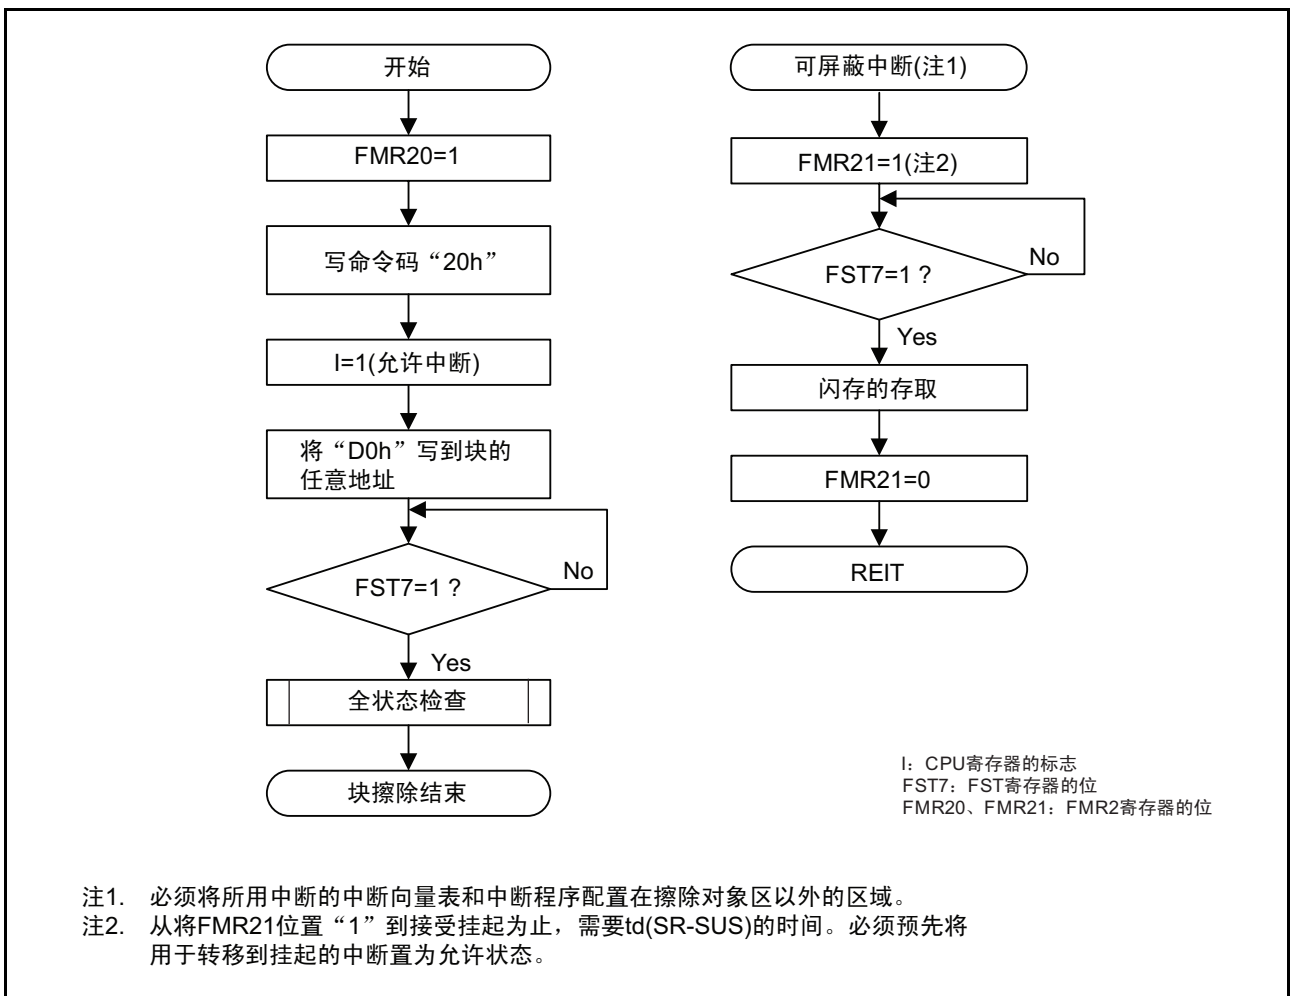 开始
FMR20=1
写命令码“20h”
I=1(允许中断)
将“D0h”写到块的
任意地址
FST7=1？
No
Yes
全状态检查
块擦除结束
可屏蔽中断(注1)
FMR21=1(注2)
FST7=1？
No
Yes
闪存的存取
FMR21=0
REIT
I：CPU寄存器的标志
FST7：FST寄存器的位
FMR20、FMR21：FMR2寄存器的位
注1. 必须将所用中断的中断向量表和中断程序配置在擦除对象区以外的区域。
注2. 从将FMR21位置“1”到接受挂起为止，需要td(SR-SUS)的时间。必须预先将
用于转移到挂起的中断置为允许状态。